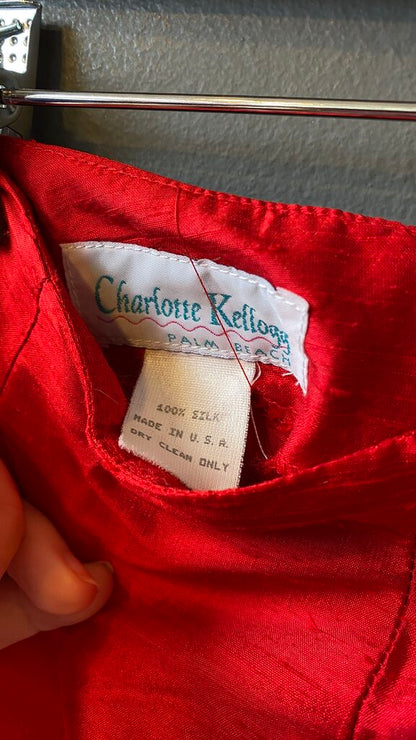 Charlotte Kellogg
PALM BEACH
100% SILK
MADE IN U.S.A.
DRY CLEAN ONLY